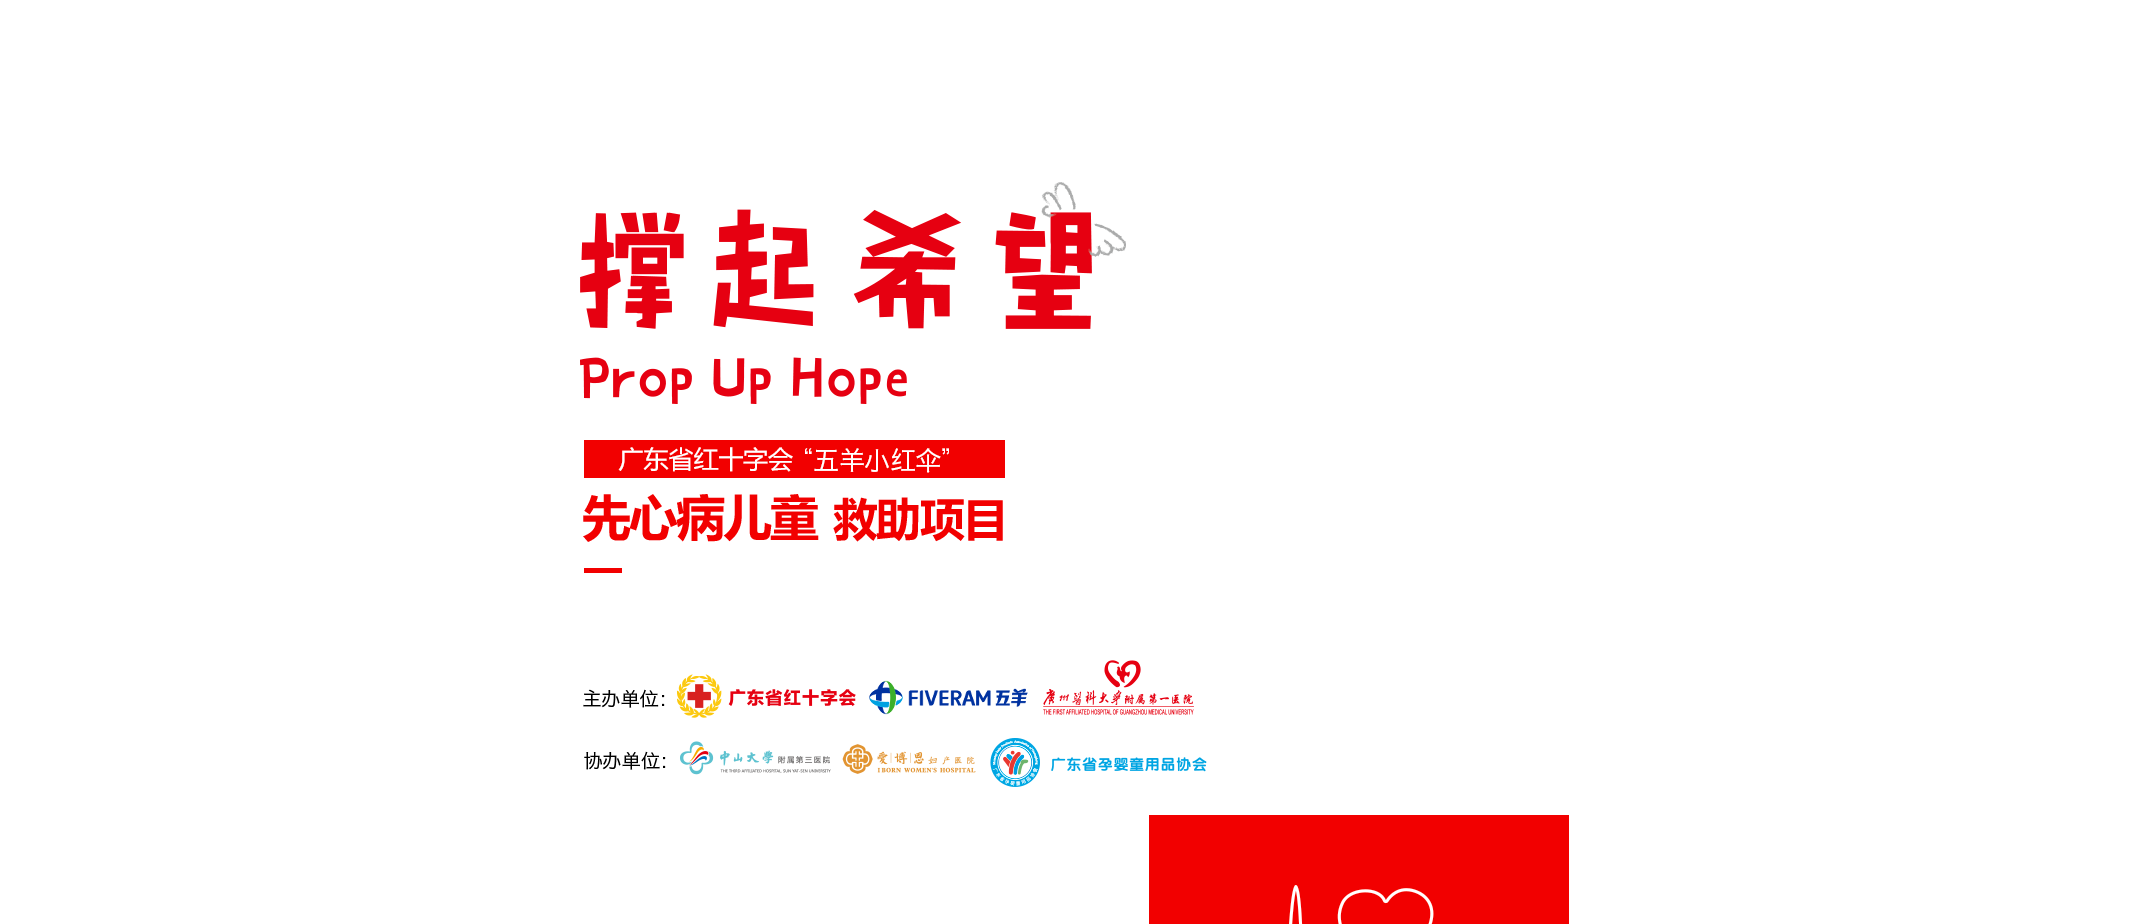 撑起希望
Prop Up Hope
广东省红十字会“五羊小红伞”
先心病儿童 救助项目
主办单位： 广东省红十字会 FIVERAM 五羊 广州医科大学附属第一医院
THE FIRST AFFILIATED HOSPITAL OF GUANGZHOU MEDICAL UNIVERSITY
协办单位： 中山大学 附属第三医院 爱|博|恩 妇产医院 广东省孕婴童用品协会
THE THIRD AFFILIATED HOSPITAL SUN YAT-SEN UNIVERSITY I BORN WOMEN'S HOSPITAL